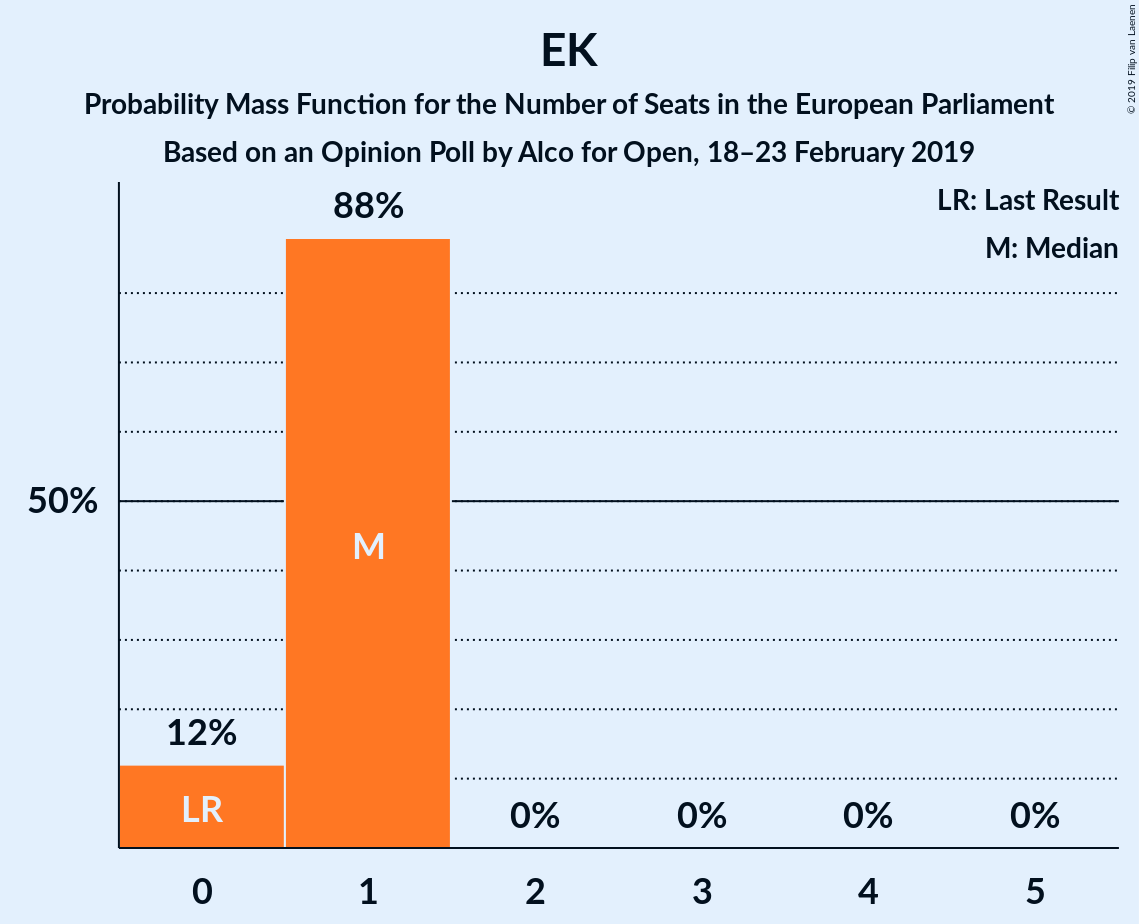 EK
Probability Mass Function for the Number of Seats in the European Parliament
Based on an Opinion Poll by Alco for Open, 18–23 February 2019
© 2019 Filip van Laenen
LR: Last Result
M: Median
88%
50%
M
12%
LR
0%
0%
0%
0%
0
1
2
3
4
5